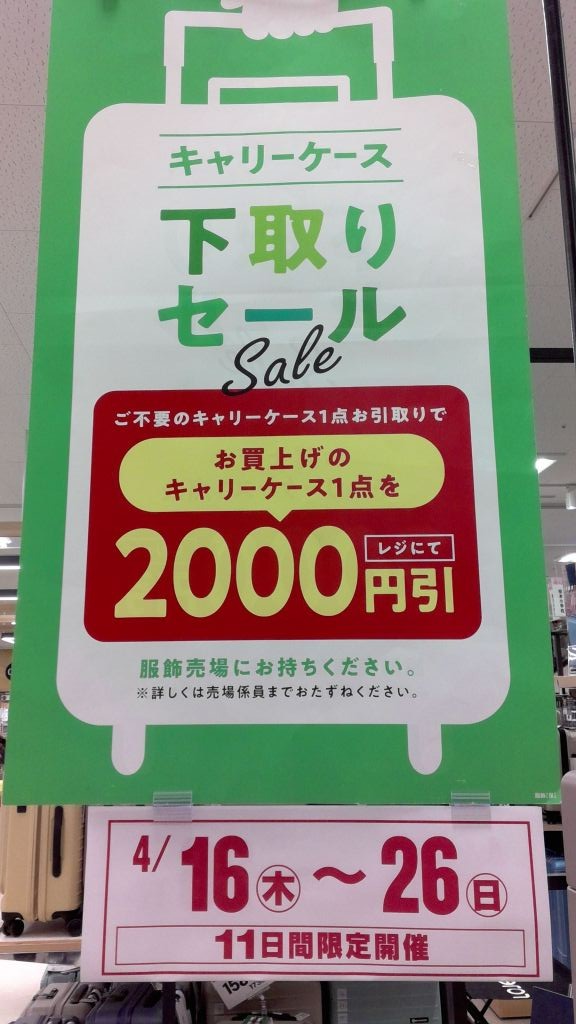 キャリーケース
下取り
セール
Sale
ご不要のキャリーケース1点お引取りで
お買上げの
キャリーケース1点を
2000円引
レジにて
服飾売場にお持ちください。
※詳しくは売場係員までおたずねください。
4/16㊍～26㊐
11日間限定開催